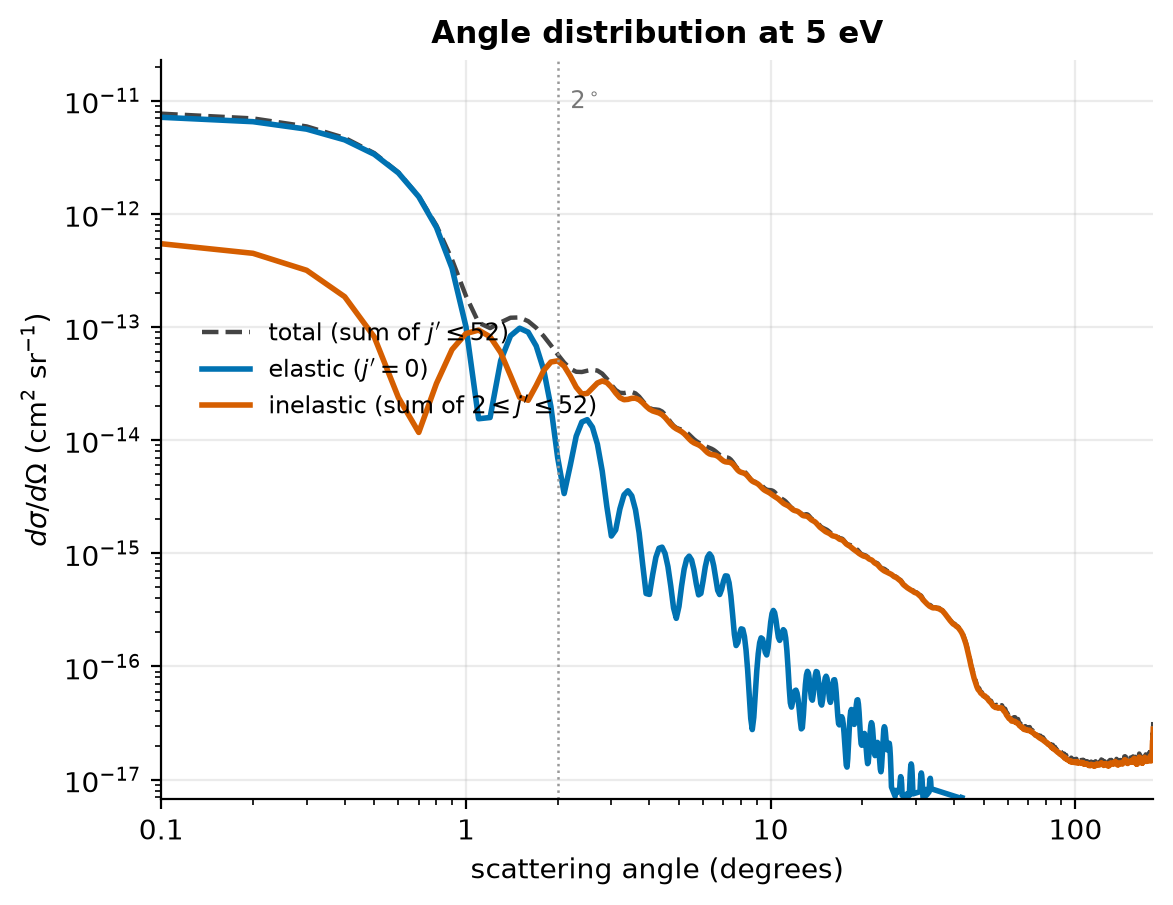 Angle distribution at 5 eV
10⁻¹¹
10⁻¹²
10⁻¹³
10⁻¹⁴
10⁻¹⁵
10⁻¹⁶
10⁻¹⁷
dσ/dΩ (cm² sr⁻¹)
2°
total (sum of j′ ≤ 52)
elastic (j′ = 0)
inelastic (sum of 2 ≤ j′ ≤ 52)
0.1 1 10 100
scattering angle (degrees)